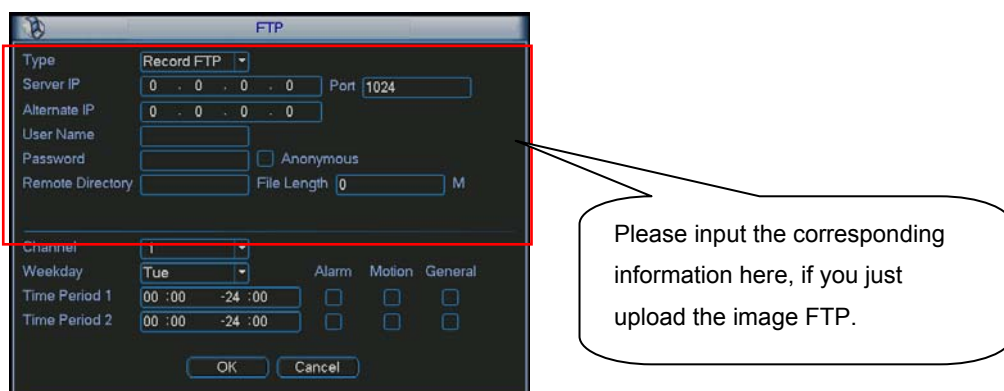 FTP
Type Record FTP
Server IP 0 . 0 . 0 . 0 Port 1024
Alternate IP 0 . 0 . 0 . 0
User Name
Password Anonymous
Remote Directory File Length 0 M
Channel 1
Weekday Tue Alarm Motion General
Time Period 1 00 :00 -24 :00
Time Period 2 00 :00 -24 :00
OK Cancel
Please input the corresponding
information here, if you just
upload the image FTP.